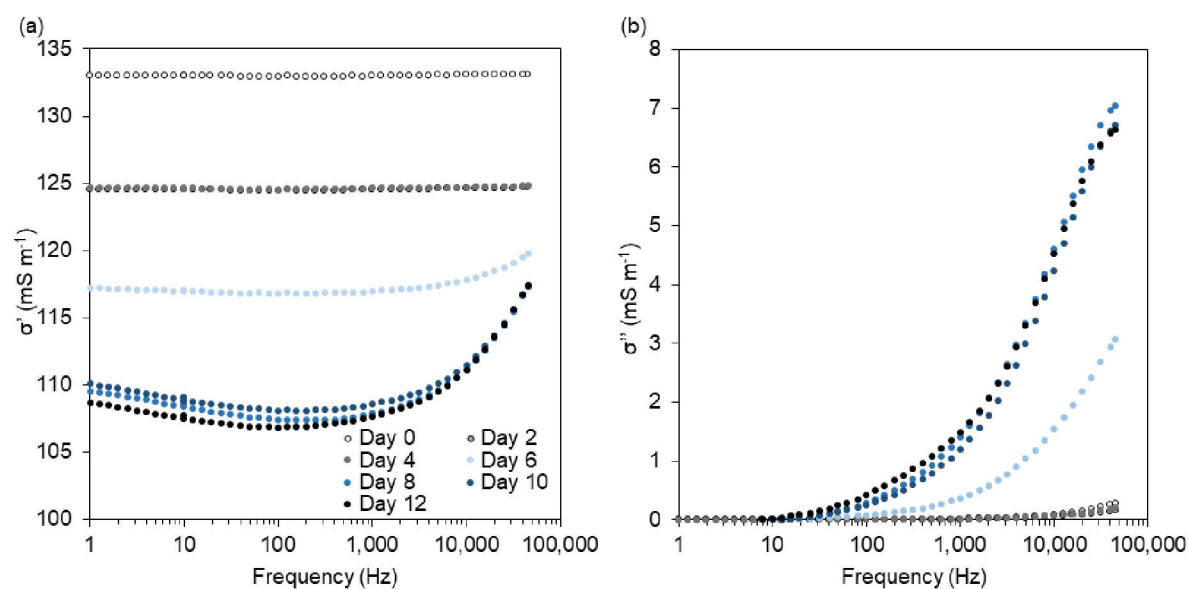 (a)
135
130
125
120
115
110
105
100
σ' (mS m⁻¹)
Day 0 Day 2
Day 4 Day 6
Day 8 Day 10
Day 12
1 10 100 1,000 10,000 100,000
Frequency (Hz)
(b)
8
7
6
5
4
3
2
1
0
σ'' (mS m⁻¹)
1 10 100 1,000 10,000 100,000
Frequency (Hz)